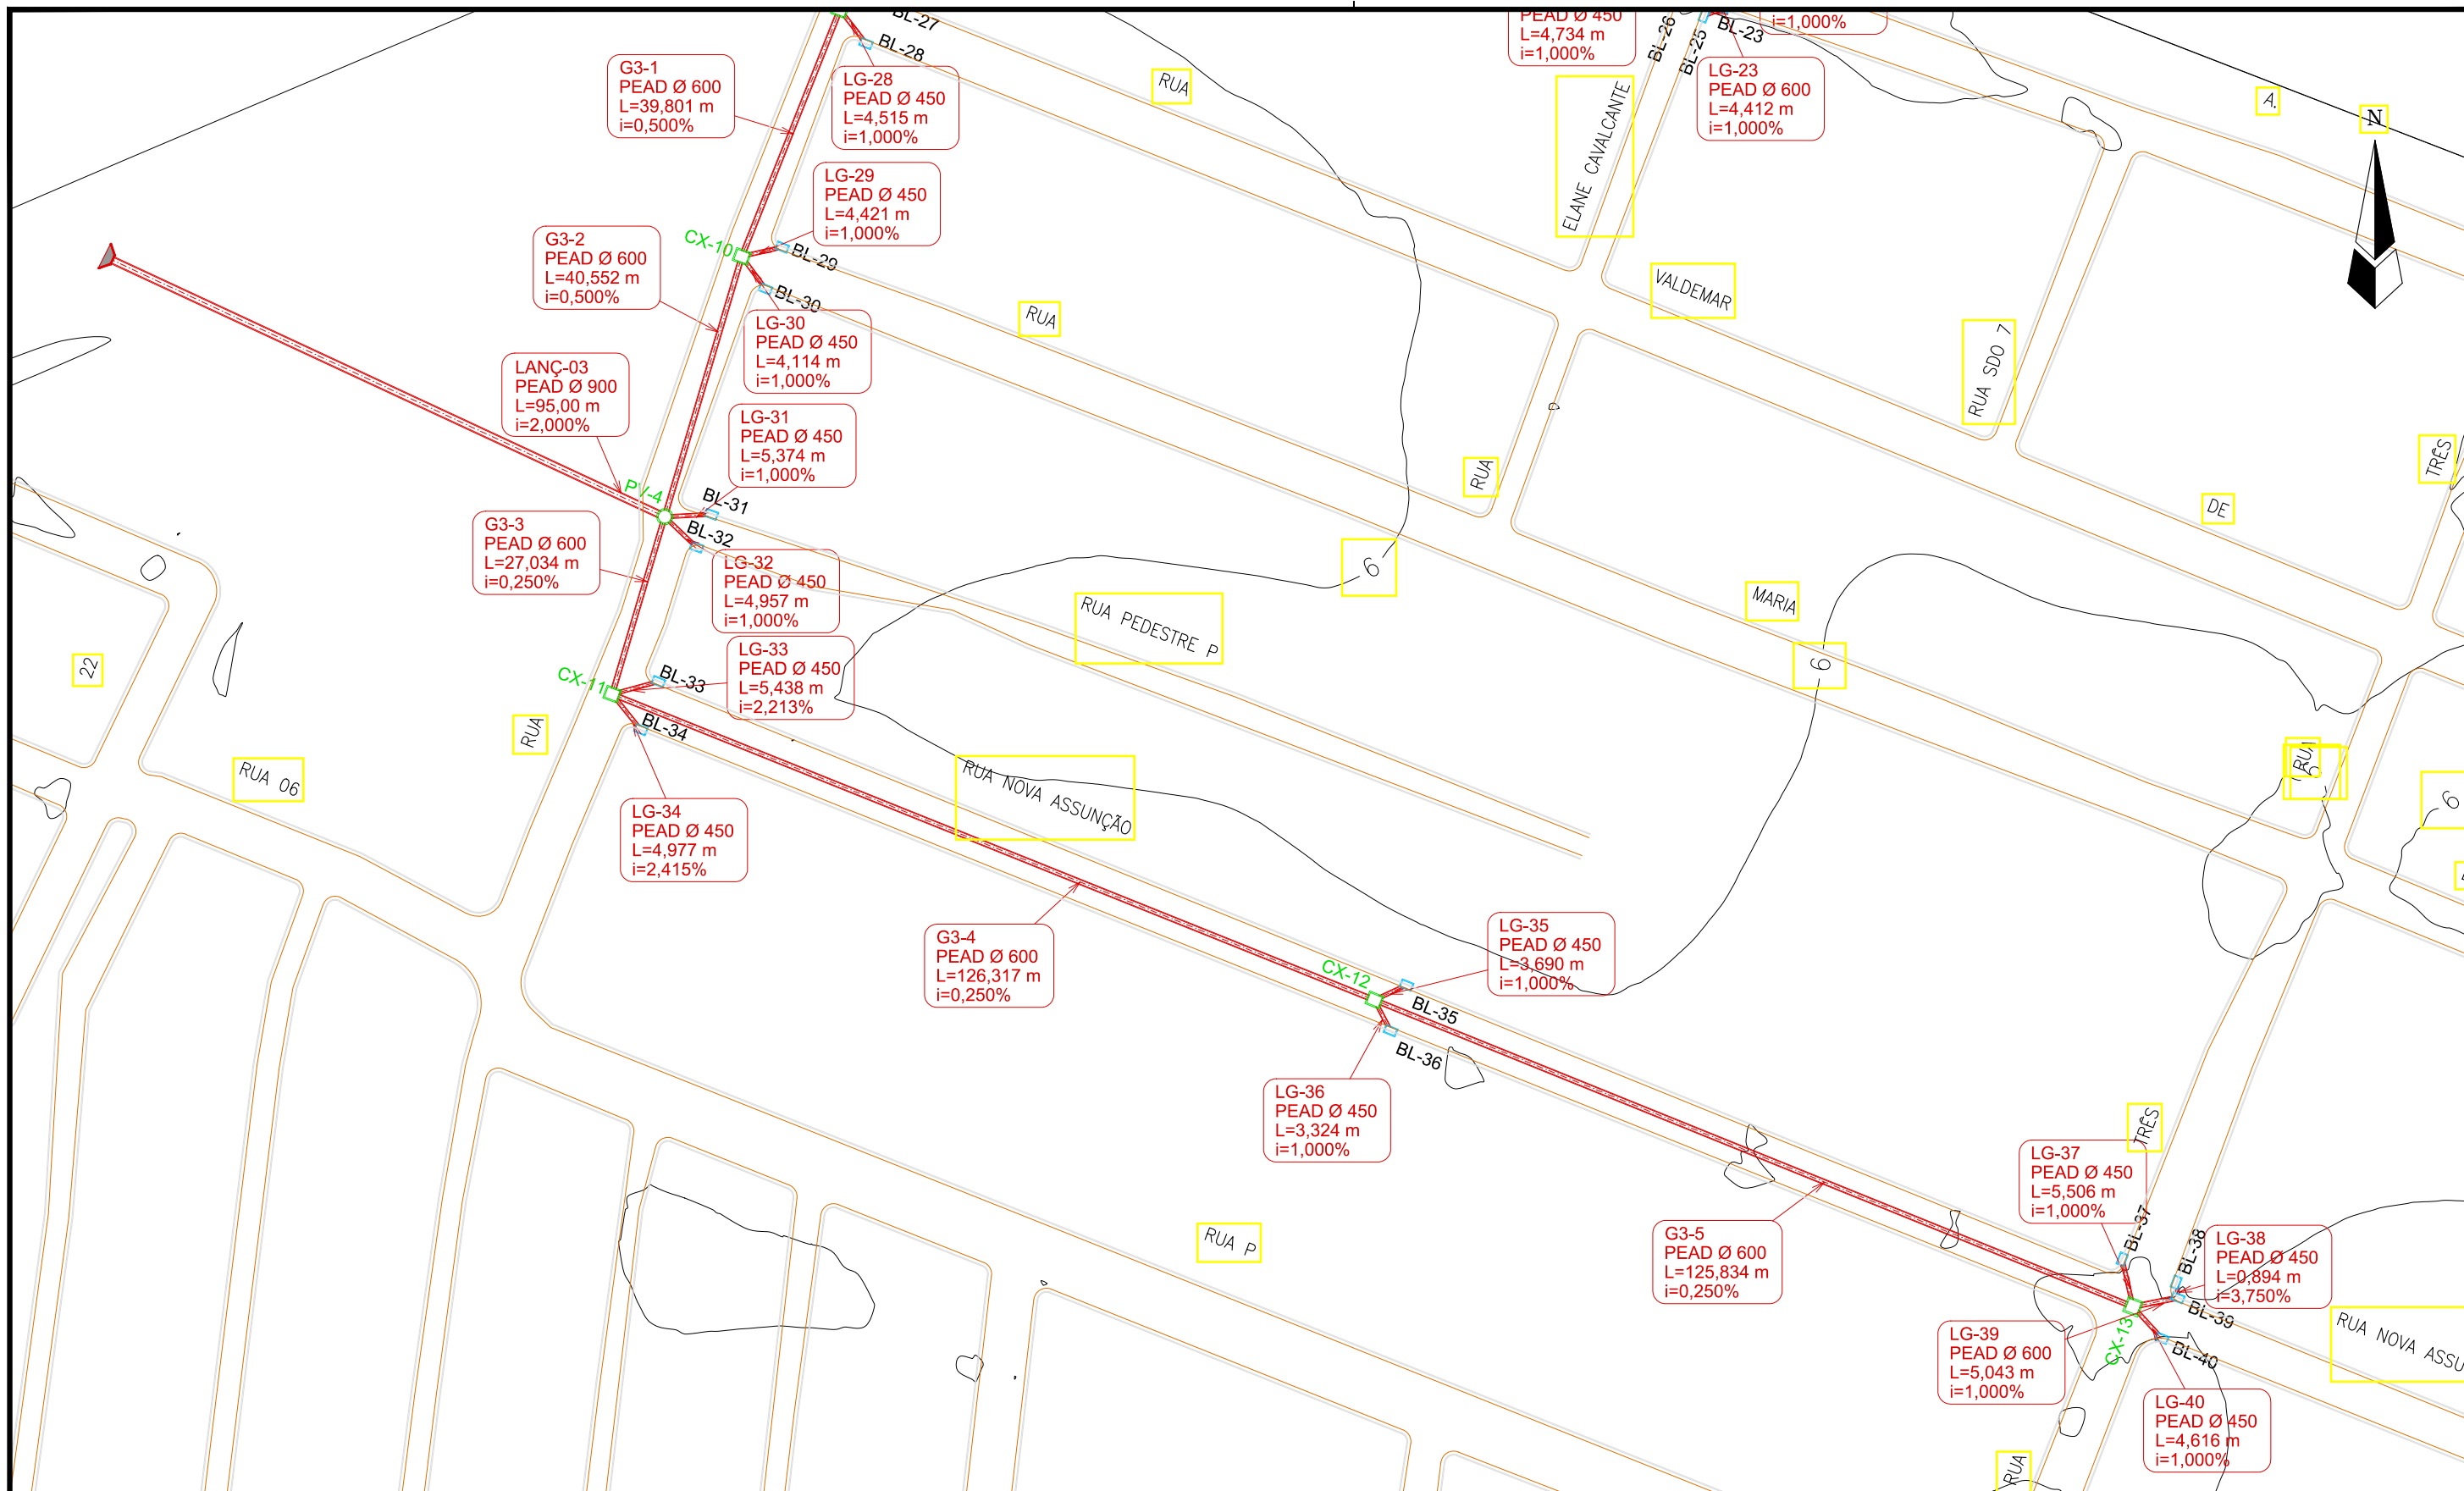 BL-27
BL-28
G3-1
PEAD Ø 600
L=39,801 m
i=0,500%
LG-28
PEAD Ø 450
L=4,515 m
i=1,000%
RUA
PEAD Ø 450
L=4,734 m
i=1,000%
BL-26
BL-25
BL-23
i=1,000%
LG-23
PEAD Ø 600
L=4,412 m
i=1,000%
ELANE CAVALCANTE
A.
N
LG-29
PEAD Ø 450
L=4,421 m
i=1,000%
CX-10
BL-29
BL-30
G3-2
PEAD Ø 600
L=40,552 m
i=0,500%
RUA
VALDEMAR
RUA SDO 7
LG-30
PEAD Ø 450
L=4,114 m
i=1,000%
LANÇ-03
PEAD Ø 900
L=95,00 m
i=2,000%
LG-31
PEAD Ø 450
L=5,374 m
i=1,000%
RUA
TRÊS
DE
PV-4
BL-31
BL-32
G3-3
PEAD Ø 600
L=27,034 m
i=0,250%
LG-32
PEAD Ø 450
L=4,957 m
i=1,000%
6
MARIA
RUA PEDESTRE P
6
22
LG-33
PEAD Ø 450
L=5,438 m
i=2,213%
CX-11
BL-33
BL-34
RUA
RUA 06
RUA NOVA ASSUNÇÃO
RUA
6
LG-34
PEAD Ø 450
L=4,977 m
i=2,415%
G3-4
PEAD Ø 600
L=126,317 m
i=0,250%
LG-35
PEAD Ø 450
L=3,690 m
i=1,000%
CX-12
BL-35
BL-36
LG-36
PEAD Ø 450
L=3,324 m
i=1,000%
TRÊS
LG-37
PEAD Ø 450
L=5,506 m
i=1,000%
RUA P
G3-5
PEAD Ø 600
L=125,834 m
i=0,250%
BL-37
BL-38
LG-38
PEAD Ø 450
L=0,894 m
i=3,750%
BL-39
CX-13
BL-40
RUA NOVA ASSU
LG-39
PEAD Ø 600
L=5,043 m
i=1,000%
LG-40
PEAD Ø 450
L=4,616 m
i=1,000%
RUA